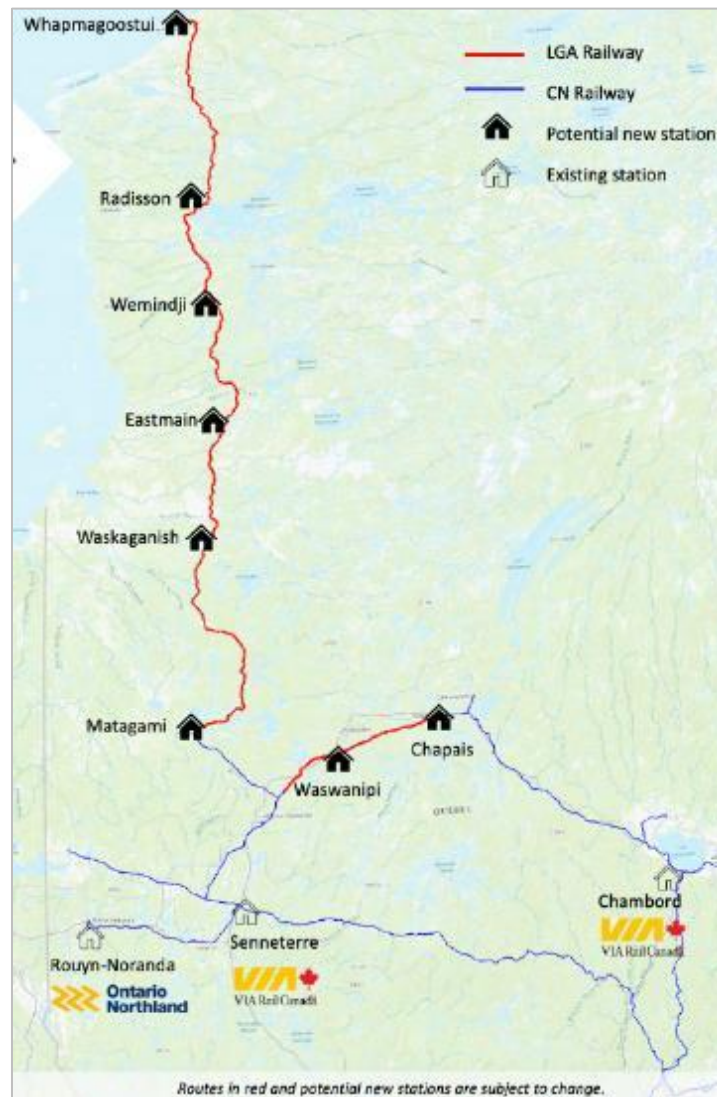 Whapmagoostui
LGA Railway
CN Railway
Potential new station
Existing station
Radisson
Wemindji
Eastmain
Waskaganish
Matagami
Chapais
Waswanipi
QUÉBEC
Chambord
VIA
VIA Rail Canada
Senneterre
VIA
VIA Rail Canada
Rouyn-Noranda
Ontario
Northland
Routes in red and potential new stations are subject to change.